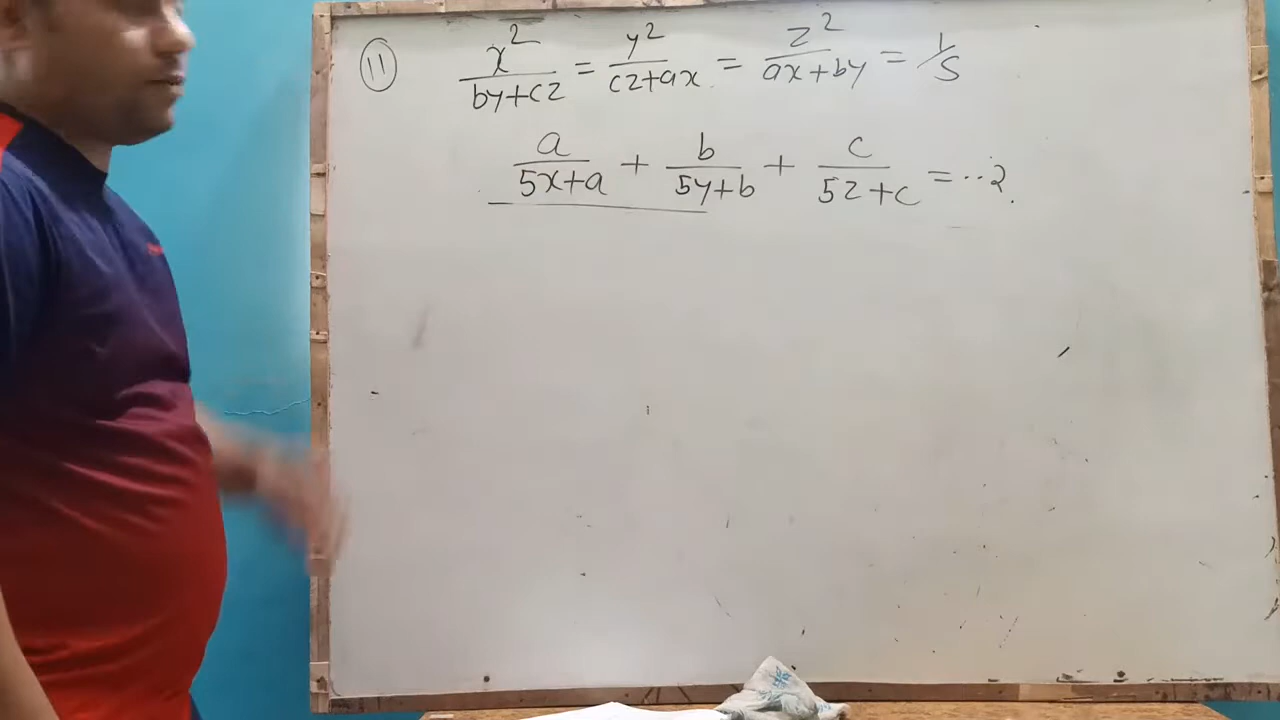 11 x²/(by+cz) = y²/(cz+ax) = z²/(ax+by) = 1/5
a/(5x+a) + b/(5y+b) + c/(5z+c) = ..?